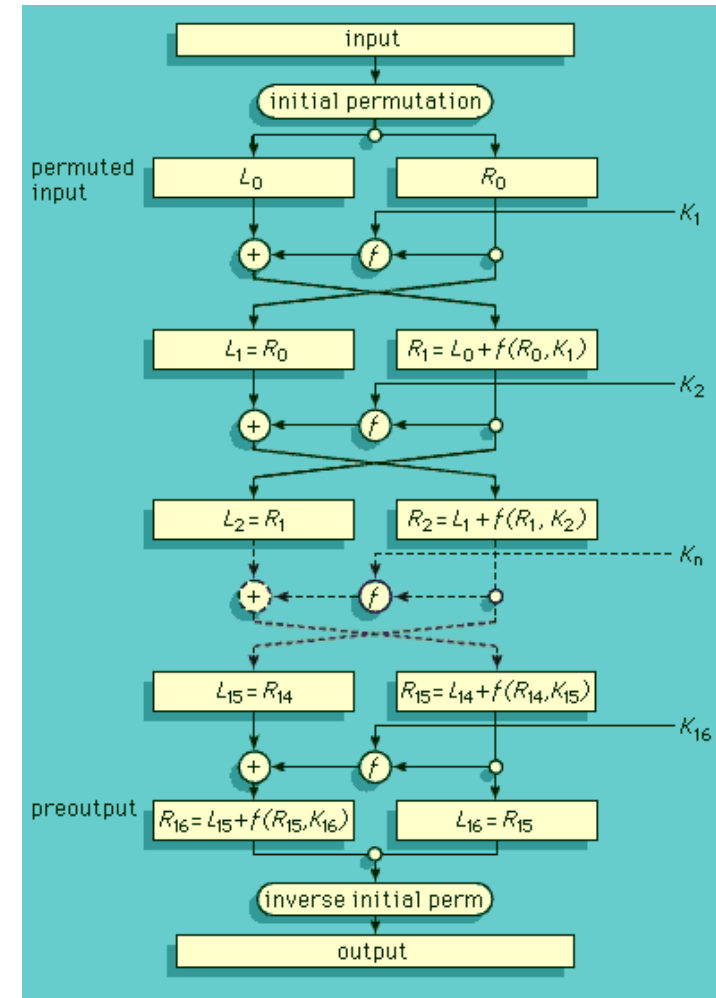 input
initial permutation
permuted
input
L₀
R₀
K₁
+
f
L₁ = R₀
R₁ = L₀ + f(R₀, K₁)
K₂
+
f
L₂ = R₁
R₂ = L₁ + f(R₁, K₂)
Kₙ
+
f
L₁₅ = R₁₄
R₁₅ = L₁₄ + f(R₁₄, K₁₅)
K₁₆
+
f
preoutput
R₁₆ = L₁₅ + f(R₁₅, K₁₆)
L₁₆ = R₁₅
inverse initial perm
output